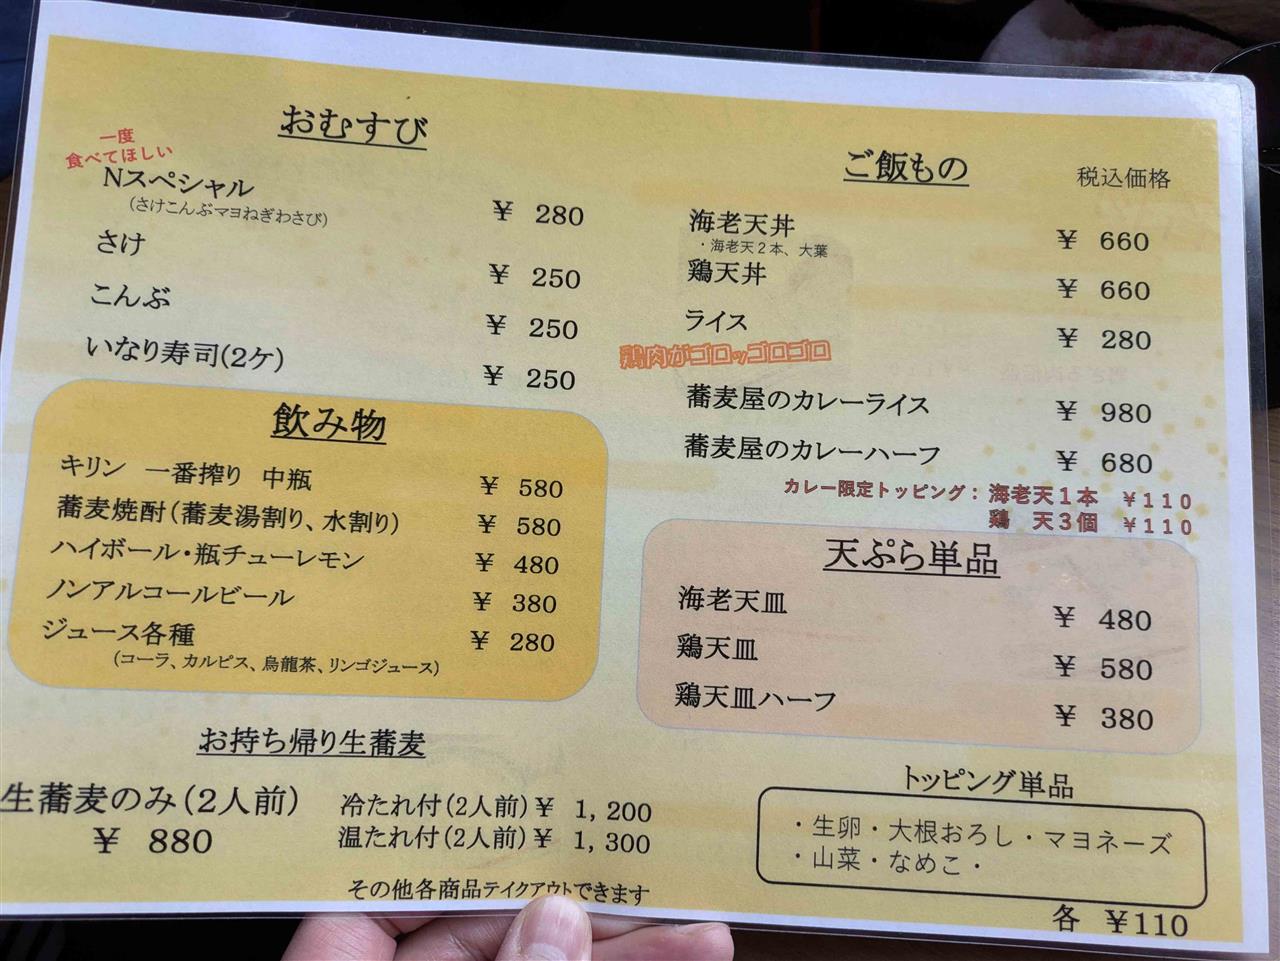 おむすび
一度
食べてほしい
Nスペシャル ￥ 280
(さけこんぶマヨねぎわさび)
さけ ￥ 250
こんぶ ￥ 250
いなり寿司(2ケ) ￥ 250
飲み物
キリン 一番搾り 中瓶 ￥ 580
蕎麦焼酎(蕎麦湯割り、水割り) ￥ 580
ハイボール・瓶チューレモン ￥ 480
ノンアルコールビール ￥ 380
ジュース各種 ￥ 280
(コーラ、カルピス、烏龍茶、リンゴジュース)
お持ち帰り生蕎麦
生蕎麦のみ(2人前)
￥ 880
冷たれ付(2人前)￥ 1,200
温たれ付(2人前)￥ 1,300
その他各商品テイクアウトできます
ご飯もの 税込価格
海老天丼 ￥ 660
・海老天２本、大葉
鶏天丼 ￥ 660
ライス ￥ 280
鶏肉がゴロッゴロゴロ
蕎麦屋のカレーライス ￥ 980
蕎麦屋のカレーハーフ ￥ 680
カレー限定トッピング： 海老天１本 ￥110
鶏 天３個 ￥110
天ぷら単品
海老天皿 ￥ 480
鶏天皿 ￥ 580
鶏天皿ハーフ ￥ 380
トッピング単品
・生卵・大根おろし・マヨネーズ
・山菜・なめこ・
各 ￥110